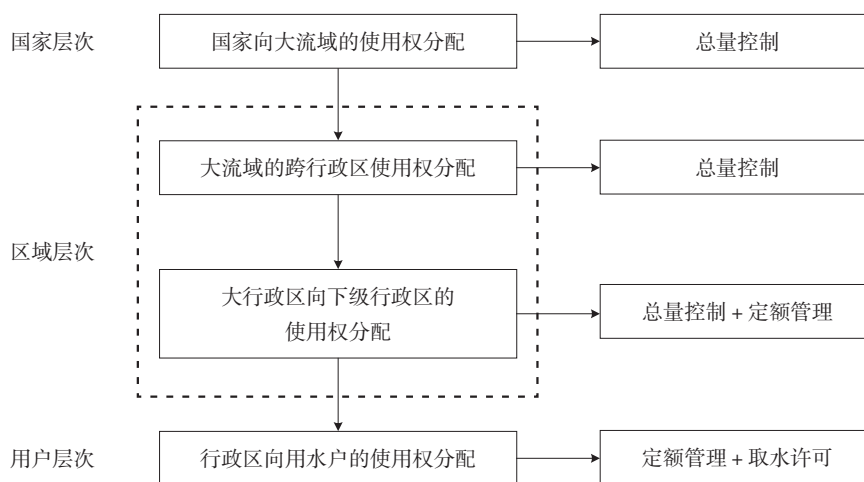 国家层次
国家向大流域的使用权分配
总量控制
大流域的跨行政区使用权分配
总量控制
区域层次
大行政区向下级行政区的
使用权分配
总量控制 + 定额管理
用户层次
行政区向用水户的使用权分配
定额管理 + 取水许可